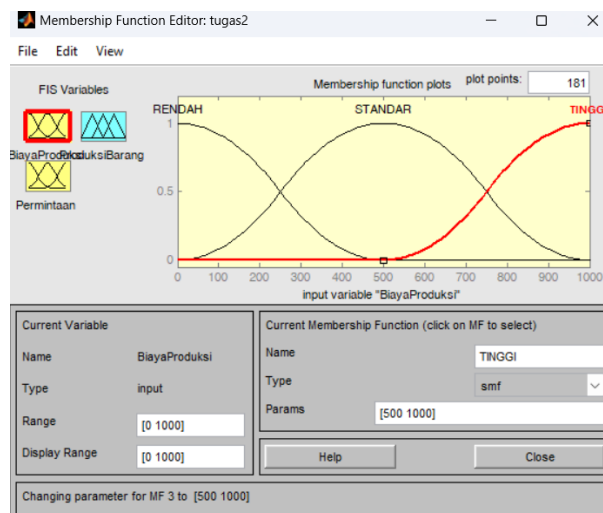 Membership Function Editor: tugas2
File Edit View
FIS Variables
BiayaProduksi
ProduksiBarang
Permintaan
Membership function plots
plot points: 181
RENDAH STANDAR TINGGI
1
0.5
0
0 100 200 300 400 500 600 700 800 900 1000
input variable "BiayaProduksi"
Current Variable
Name BiayaProduksi
Type input
Range [0 1000]
Display Range [0 1000]
Current Membership Function (click on MF to select)
Name TINGGI
Type smf
Params [500 1000]
Help Close
Changing parameter for MF 3 to [500 1000]